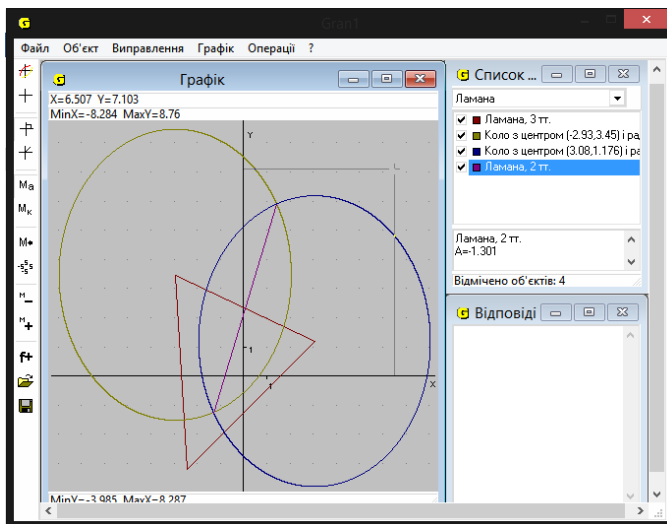 Gran1
Файл Об'єкт Виправлення Графік Операції ?
Графік
X=6.507 Y=7.103
MinX=-8.284 MaxY=8.76
Y
1
1
X
MinY=-3.985 MaxX=8.287
Ма
Мк
М
М
М
f+
Список ...
Ламана
Ламана, 3 тт.
Коло з центром (-2.93,3.45) і ра
Коло з центром (3.08,1.176) і ра
Ламана, 2 тт.
Ламана, 2 тт.
A=-1.301
Відмічено об'єктів: 4
Відповіді